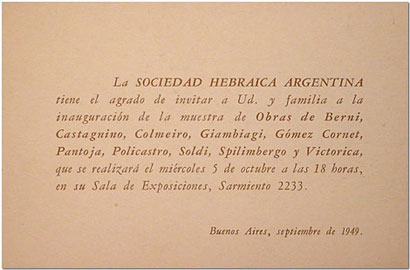 La SOCIEDAD HEBRAICA ARGENTINA
tiene el agrado de invitar a Ud. y familia a la
inauguración de la muestra de Obras de Berni,
Castagnino, Colmeiro, Giambiagi, Gómez Cornet,
Pantoja, Policastro, Soldi, Spilimbergo y Victorica,
que se realizará el miércoles 5 de octubre a las 18 horas,
en su Sala de Exposiciones, Sarmiento 2233.
Buenos Aires, septiembre de 1949.